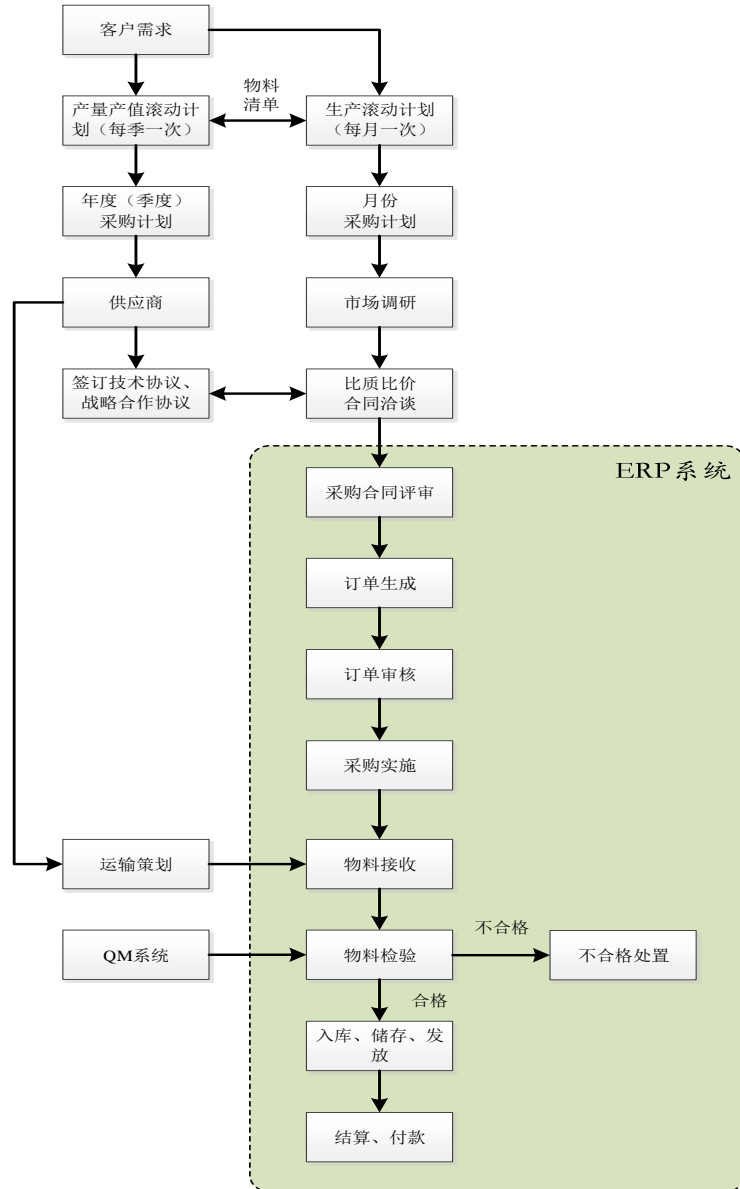 客户需求
物料
清单
产量产值滚动计
划（每季一次）
生产滚动计划
（每月一次）
年度（季度）
采购计划
月份
采购计划
供应商
市场调研
签订技术协议、
战略合作协议
比质比价
合同洽谈
ERP系统
采购合同评审
订单生成
订单审核
采购实施
运输策划
物料接收
QM系统
物料检验
不合格
不合格处置
合格
入库、储存、发
放
结算、付款